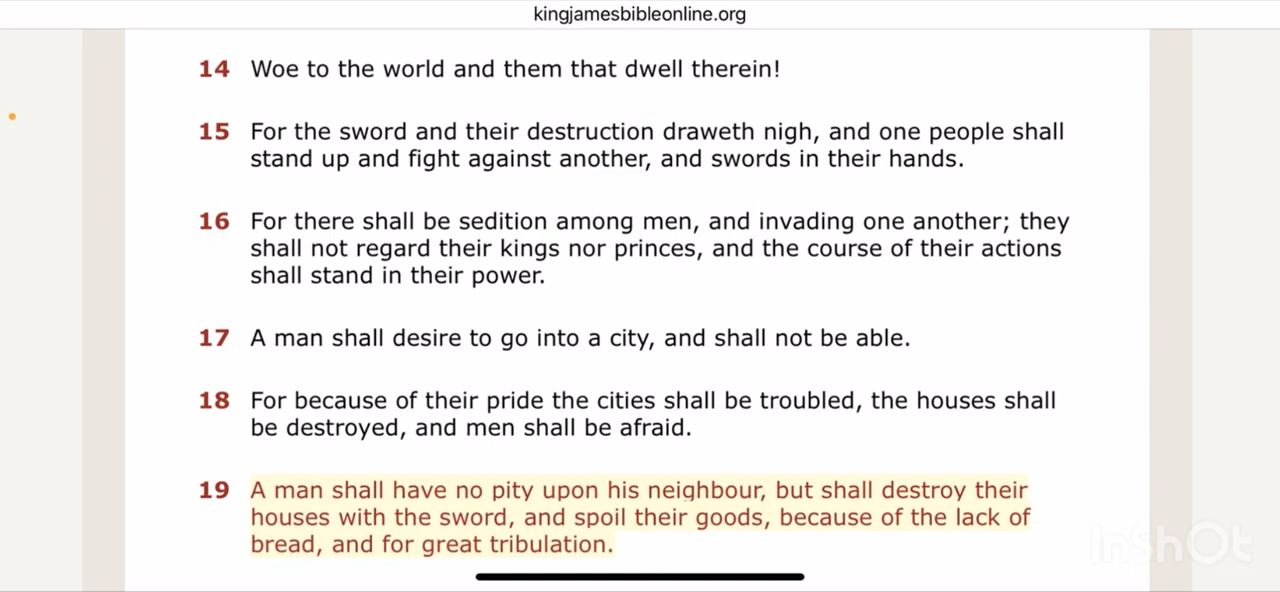 kingjamesbibleonline.org
14 Woe to the world and them that dwell therein!
15 For the sword and their destruction draweth nigh, and one people shall
stand up and fight against another, and swords in their hands.
16 For there shall be sedition among men, and invading one another; they
shall not regard their kings nor princes, and the course of their actions
shall stand in their power.
17 A man shall desire to go into a city, and shall not be able.
18 For because of their pride the cities shall be troubled, the houses shall
be destroyed, and men shall be afraid.
19 A man shall have no pity upon his neighbour, but shall destroy their
houses with the sword, and spoil their goods, because of the lack of
bread, and for great tribulation.
InShOt